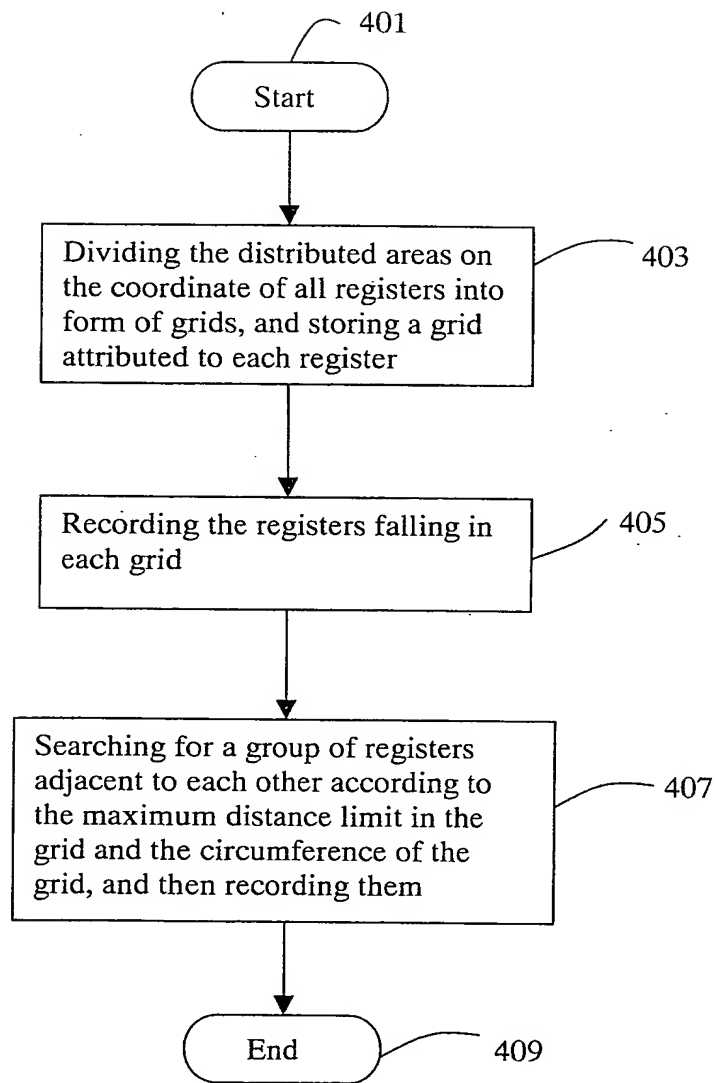 401
Start
Dividing the distributed areas on
the coordinate of all registers into
form of grids, and storing a grid
attributed to each register
403
Recording the registers falling in
each grid
405
Searching for a group of registers
adjacent to each other according to
the maximum distance limit in the
grid and the circumference of the
grid, and then recording them
407
End
409